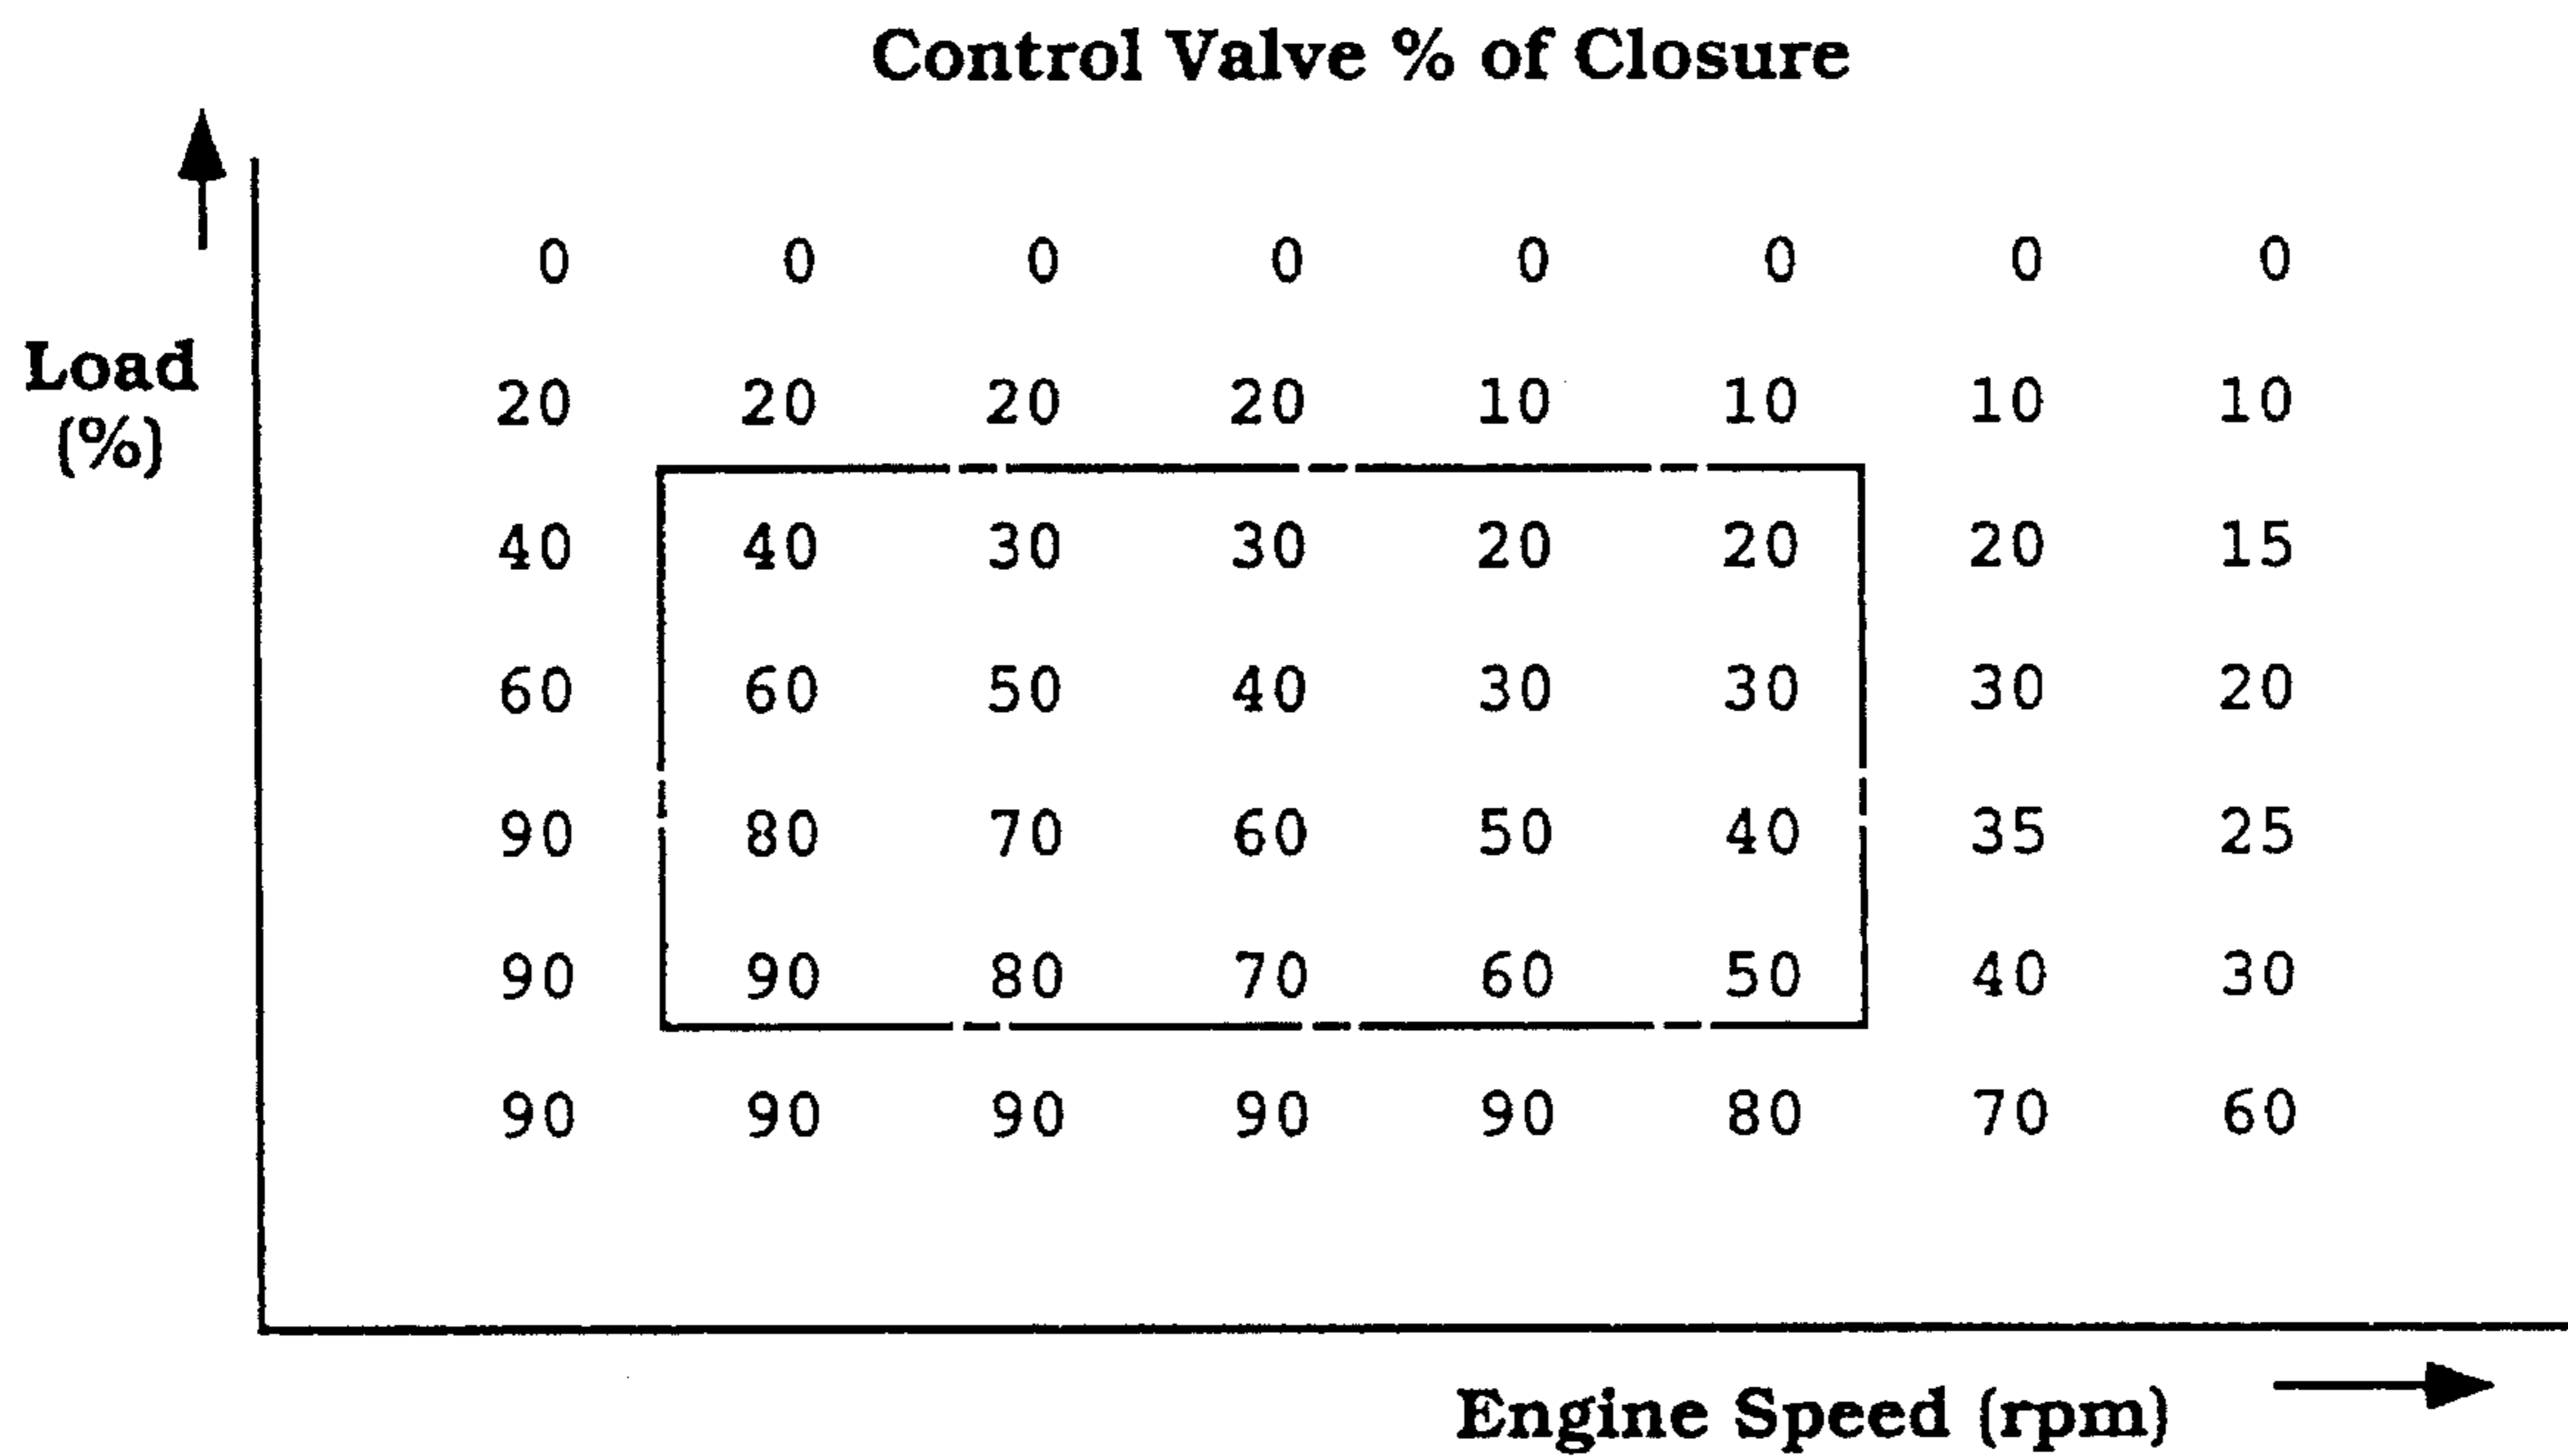 Control Valve % of Closure
0 0 0 0 0 0 0 0
Load
(%)
20 20 20 20 10 10 10 10
40 40 30 30 20 20 20 15
60 60 50 40 30 30 30 20
90 80 70 60 50 40 35 25
90 90 80 70 60 50 40 30
90 90 90 90 90 80 70 60
Engine Speed (rpm)